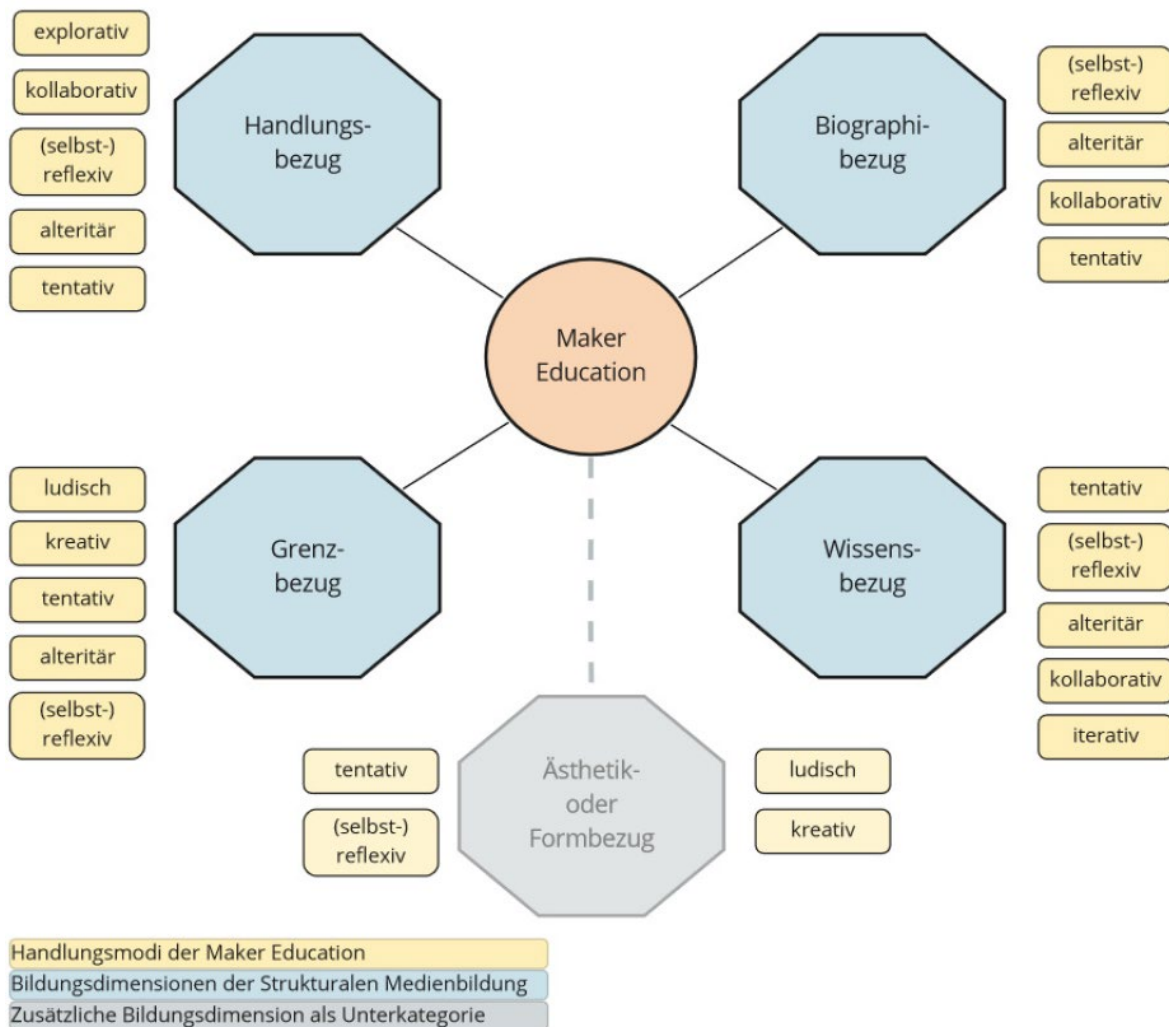 explorativ
kollaborativ
(selbst-)
reflexiv
alteritär
tentativ
Handlungs-
bezug
Biographi-
bezug
(selbst-)
reflexiv
alteritär
kollaborativ
tentativ
Maker
Education
ludisch
kreativ
tentativ
alteritär
(selbst-)
reflexiv
Grenz-
bezug
Wissens-
bezug
tentativ
(selbst-)
reflexiv
alteritär
kollaborativ
iterativ
tentativ
(selbst-)
reflexiv
Ästhetik-
oder
Formbezug
ludisch
kreativ
Handlungsmodi der Maker Education
Bildungsdimensionen der Strukturalen Medienbildung
Zusätzliche Bildungsdimension als Unterkategorie